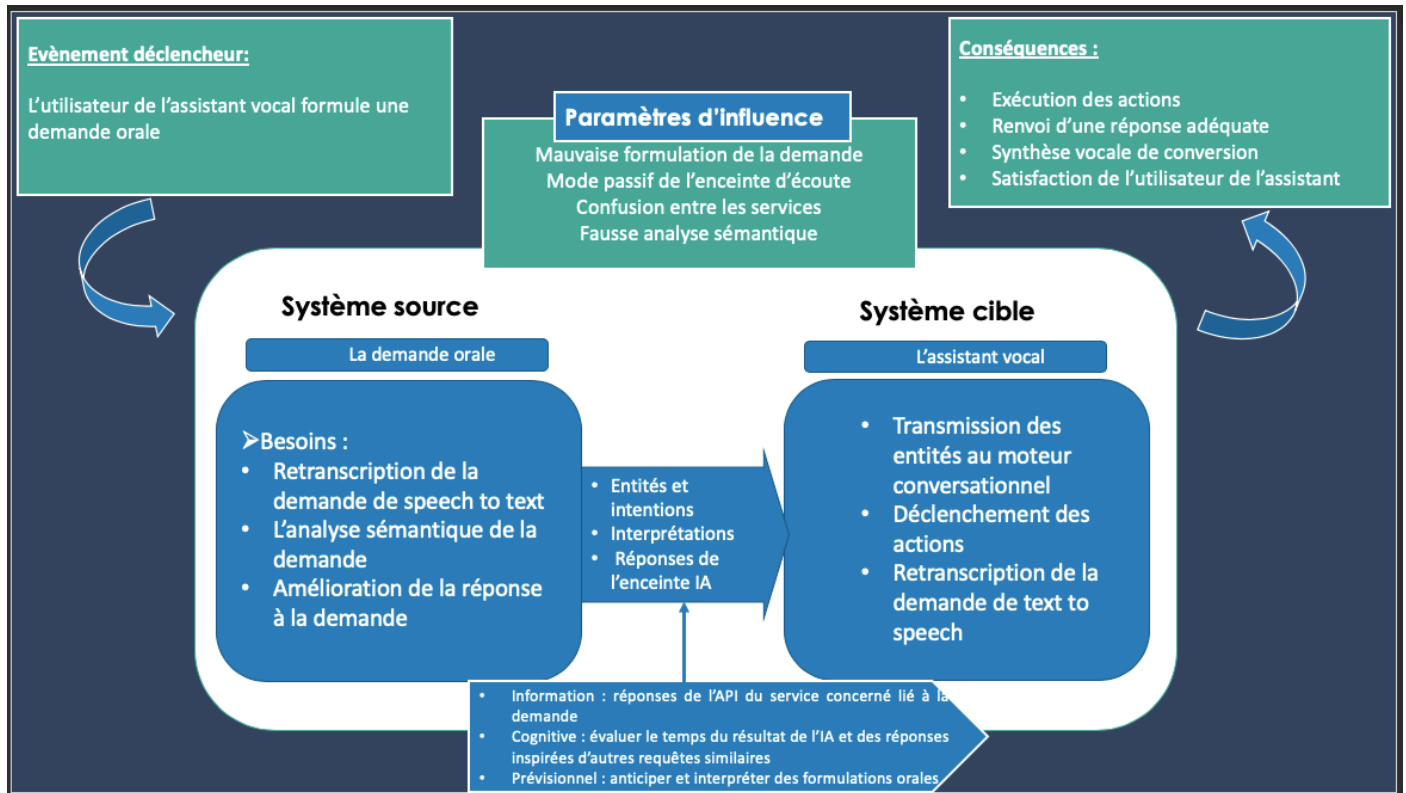 Evènement déclencheur:
L'utilisateur de l'assistant vocal formule une
demande orale
Paramètres d'influence
Mauvaise formulation de la demande
Mode passif de l'enceinte d'écoute
Confusion entre les services
Fausse analyse sémantique
Conséquences :
• Exécution des actions
• Renvoi d'une réponse adéquate
• Synthèse vocale de conversion
• Satisfaction de l'utilisateur de l'assistant
Système source
La demande orale
➢Besoins :
• Retranscription de la
demande de speech to text
• L'analyse sémantique de la
demande
• Amélioration de la réponse
à la demande
• Entités et
intentions
• Interprétations
• Réponses de
l'enceinte IA
Système cible
L'assistant vocal
• Transmission des
entités au moteur
conversationnel
• Déclenchement des
actions
• Retranscription de la
demande de text to
speech
• Information : réponses de l'API du service concerné lié à la
demande
• Cognitive : évaluer le temps du résultat de l'IA et des réponses
inspirées d'autres requêtes similaires
• Prévisionnel : anticiper et interpréter des formulations orales